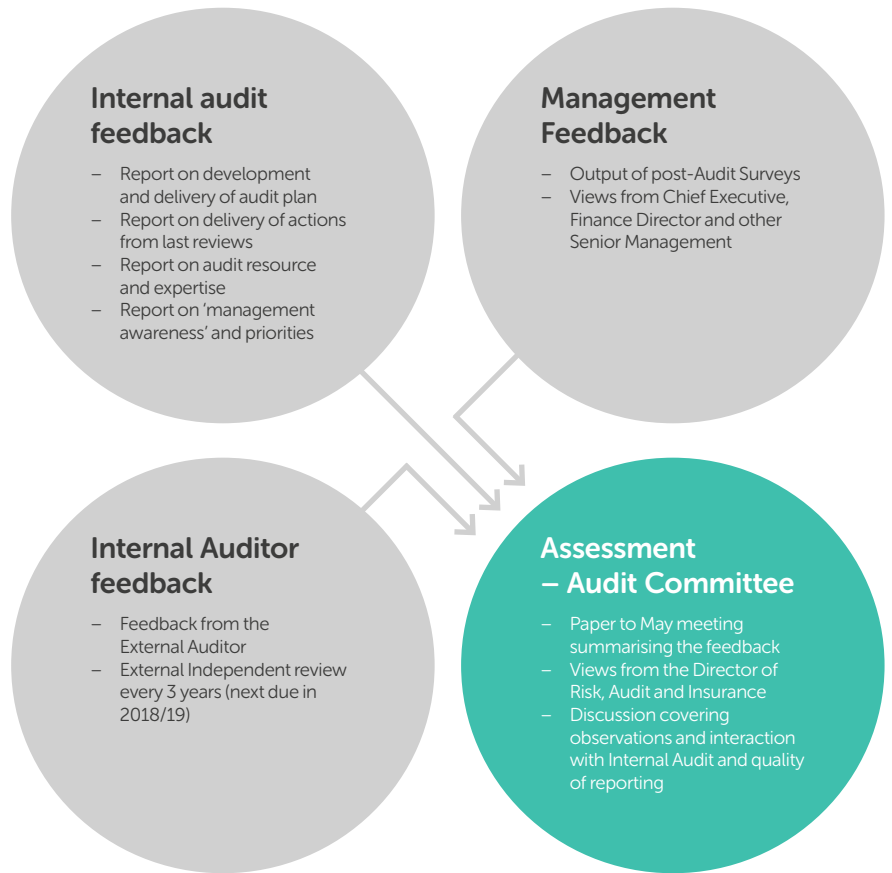 Internal audit
feedback
– Report on development
and delivery of audit plan
– Report on delivery of actions
from last reviews
– Report on audit resource
and expertise
– Report on ‘management
awareness’ and priorities
Management
Feedback
– Output of post-Audit Surveys
– Views from Chief Executive,
Finance Director and other
Senior Management
Internal Auditor
feedback
– Feedback from the
External Auditor
– External Independent review
every 3 years (next due in
2018/19)
Assessment
– Audit Committee
– Paper to May meeting
summarising the feedback
– Views from the Director of
Risk, Audit and Insurance
– Discussion covering
observations and interaction
with Internal Audit and quality
of reporting